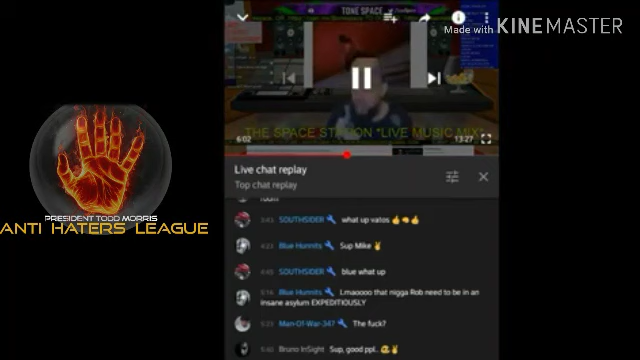 TONE SPACE
Made with KINEMASTER
6:02
THE SPACE STATION *LIVE MUSIC MIX*
13:27
Live chat replay
Top chat replay
3:43 SOUTHSIDER what up vatos
4:23 Blue Hunnits Sup Mike
4:45 SOUTHSIDER blue what up
5:16 Blue Hunnits Lmaoooo that nigga Rob need to be in an
insane asylum EXPEDITIOUSLY
5:23 Man-Of-War-347 The fuck?
5:40 Bruno InSight Sup, good ppl..
PRESIDENT TODD MORRIS
ANTI HATERS LEAGUE